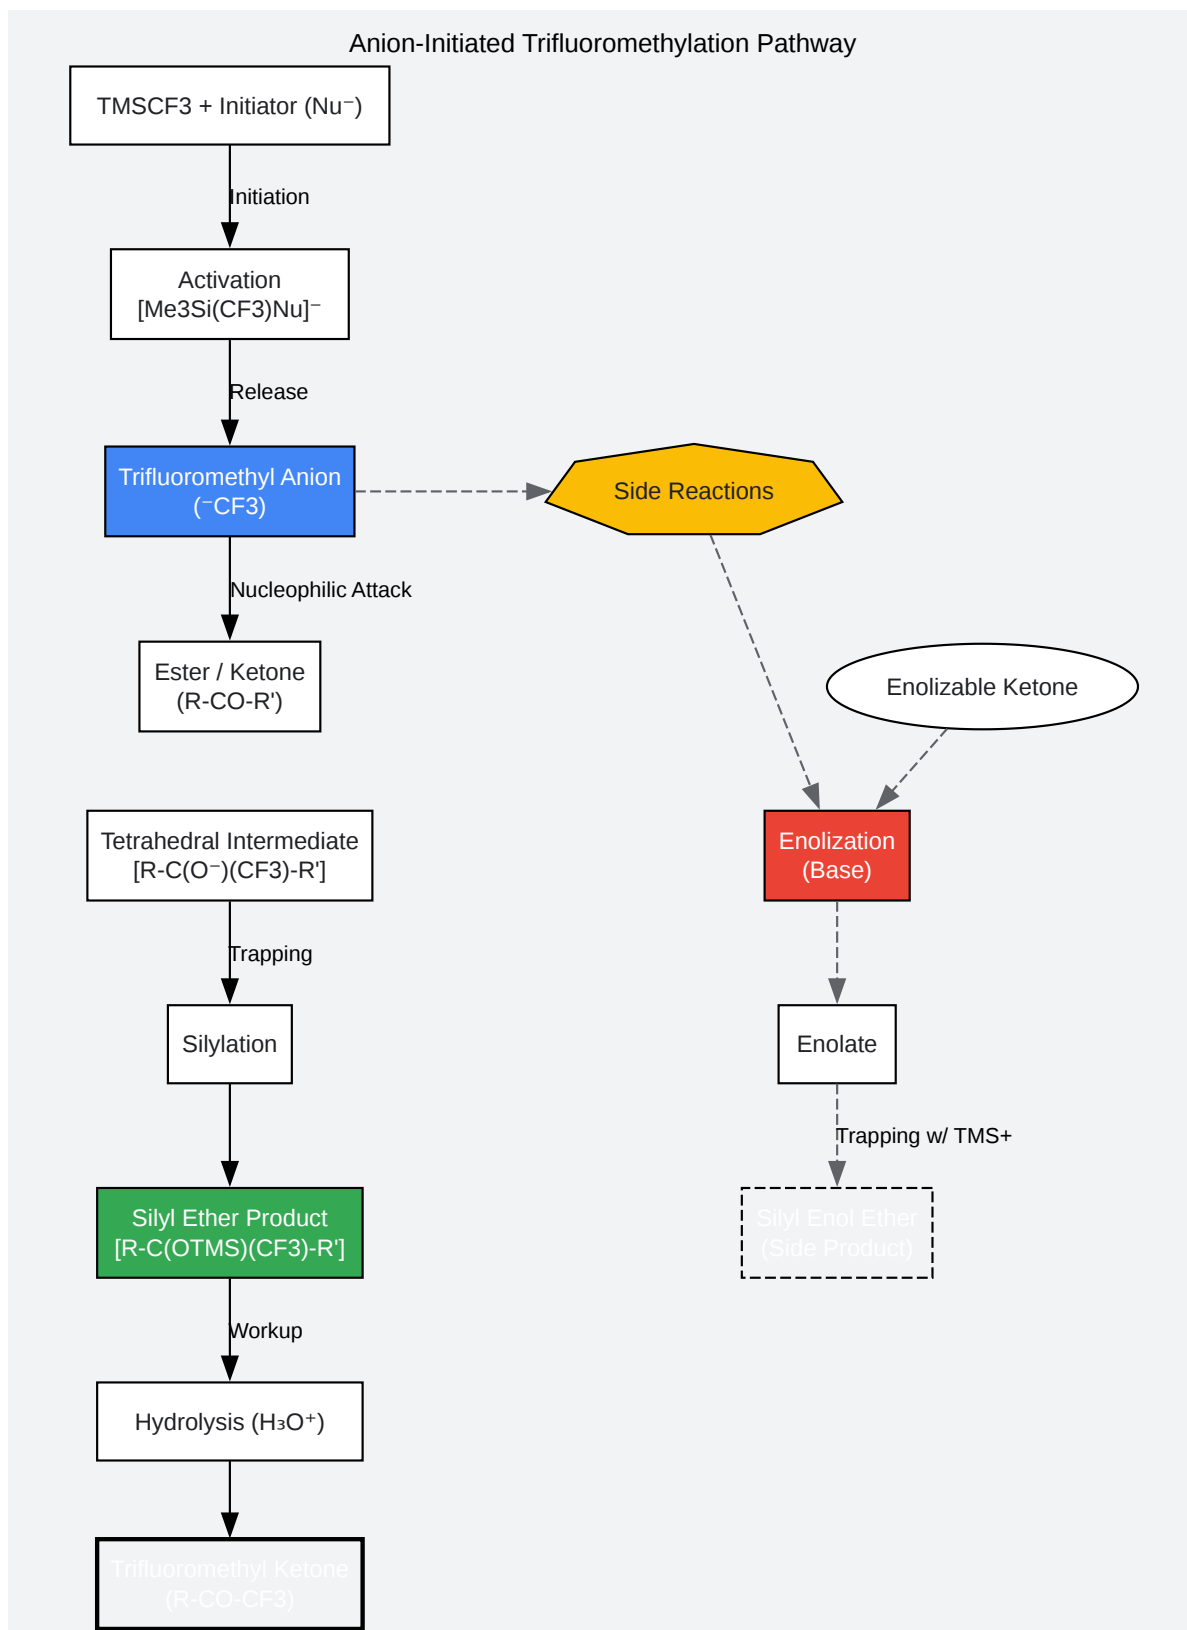 Anion-Initiated Trifluoromethylation Pathway
TMSCF3 + Initiator (Nu⁻)
Initiation
Activation
[Me3Si(CF3)Nu]⁻
Release
Trifluoromethyl Anion
(⁻CF3)
Side Reactions
Nucleophilic Attack
Ester / Ketone
(R-CO-R')
Enolizable Ketone
Tetrahedral Intermediate
[R-C(O⁻)(CF3)-R']
Enolization
(Base)
Trapping
Silylation
Enolate
Trapping w/ TMS+
Silyl Ether Product
[R-C(OTMS)(CF3)-R']
Silyl Enol Ether
(Side Product)
Workup
Hydrolysis (H₃O⁺)
Trifluoromethyl Ketone
(R-CO-CF3)